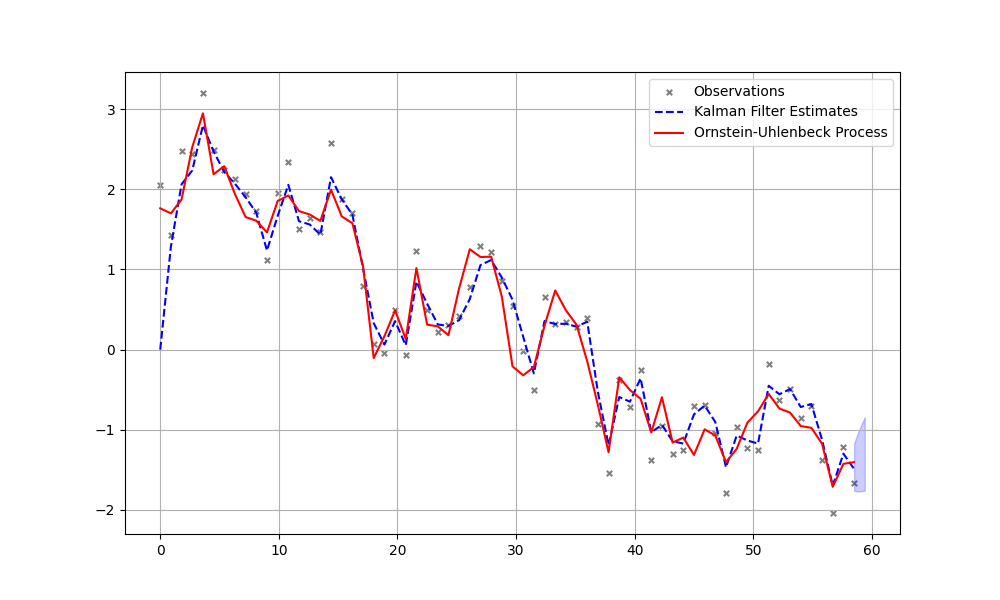 Observations
Kalman Filter Estimates
Ornstein-Uhlenbeck Process
3
2
1
0
−1
−2
0 10 20 30 40 50 60